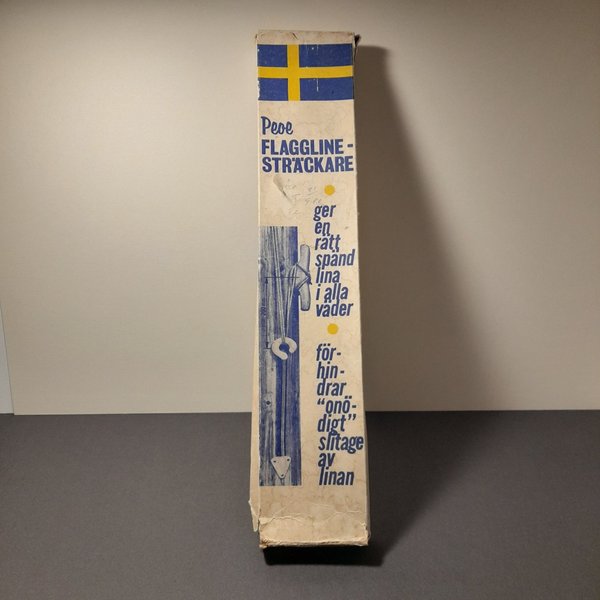 Peoe
FLAGGLINE-
STRÄCKARE
ger
en
rätt
spänd
lina
i alla
väder
för-
hin-
drar
"onö-
digt"
slitage
av
linan